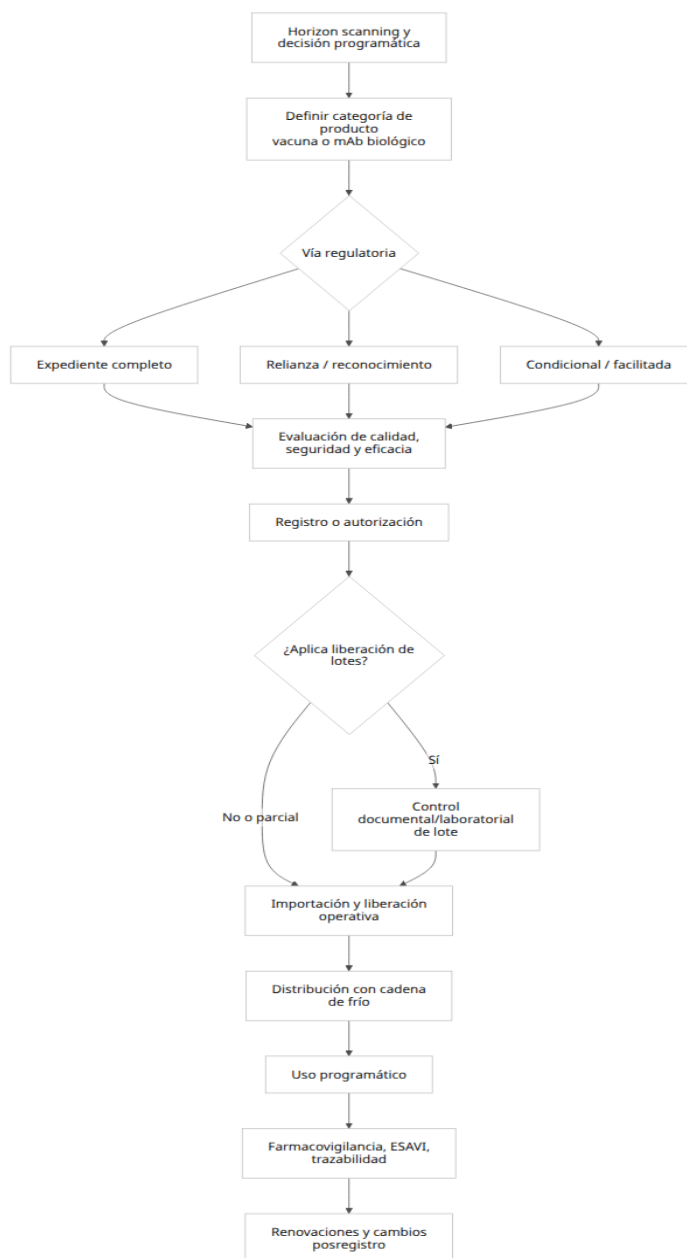 Horizon scanning y
decisión programática
Definir categoría de
producto
vacuna o mAb biológico
Vía regulatoria
Expediente completo
Relianza / reconocimiento
Condicional / facilitada
Evaluación de calidad,
seguridad y eficacia
Registro o autorización
¿Aplica liberación de
lotes?
Sí
No o parcial
Control
documental/laboratorial
de lote
Importación y liberación
operativa
Distribución con cadena
de frío
Uso programático
Farmacovigilancia, ESAVI,
trazabilidad
Renovaciones y cambios
posregistro